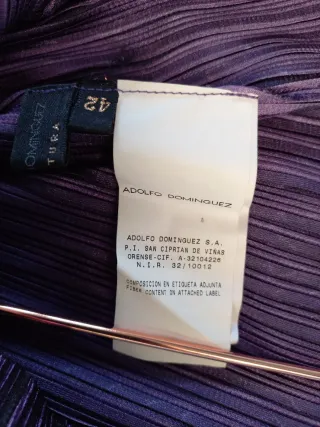 DOMINGUEZ
TURA
42
ADOLFO DOMINGUEZ
ADOLFO DOMINGUEZ S.A.
P.I. SAN CIPRIAN DE VIÑAS
ORENSE-CIF. A-32104226
N.I.R. 32/10012
COMPOSICION EN ETIQUETA ADJUNTA
FIBER CONTENT ON ATTACHED LABEL